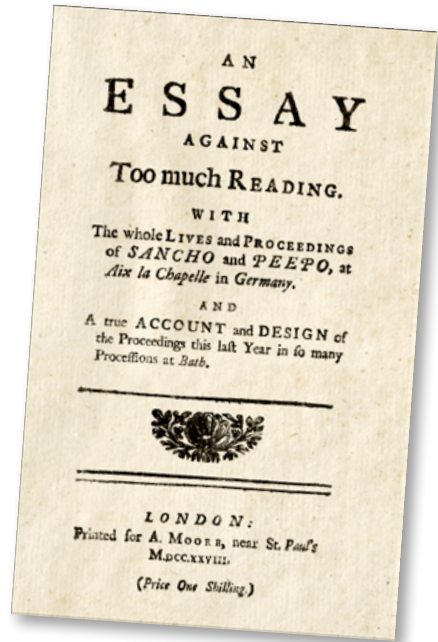 AN
ESSAY
AGAINST
Too much READING.
WITH
The whole LIVES and PROCEEDINGS
of SANCHO and PEEPO, at
Aix la Chapelle in Germany.
AND
A true ACCOUNT and DESIGN of
the Proceedings this laſt Year in ſo many
Proceſſions at Bath.
LONDON:
Printed for A. MOORE, near St. Paul's
M.DCC.XXVIII.
(Price One Shilling.)